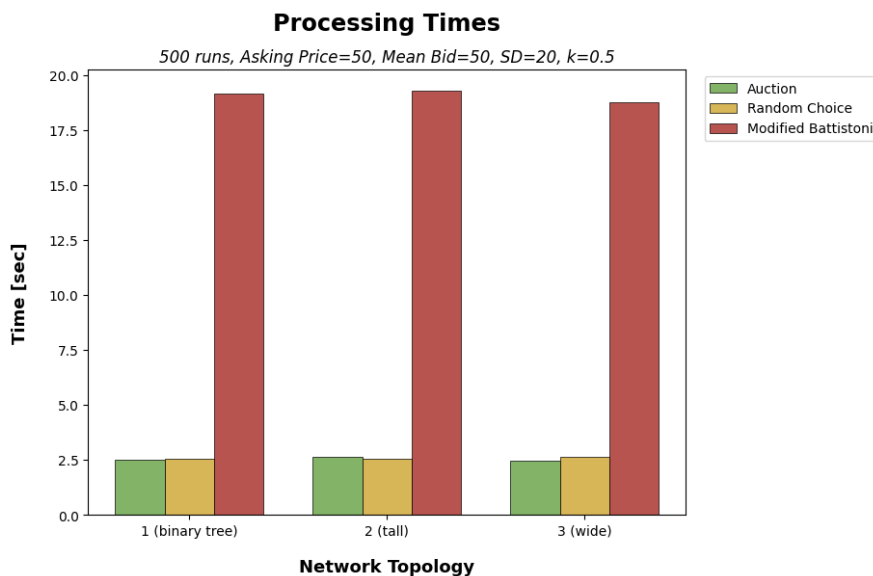 Processing Times
500 runs, Asking Price=50, Mean Bid=50, SD=20, k=0.5
Auction
Random Choice
Modified Battistoni
Time [sec]
20.0
17.5
15.0
12.5
10.0
7.5
5.0
2.5
0.0
1 (binary tree)
2 (tall)
3 (wide)
Network Topology